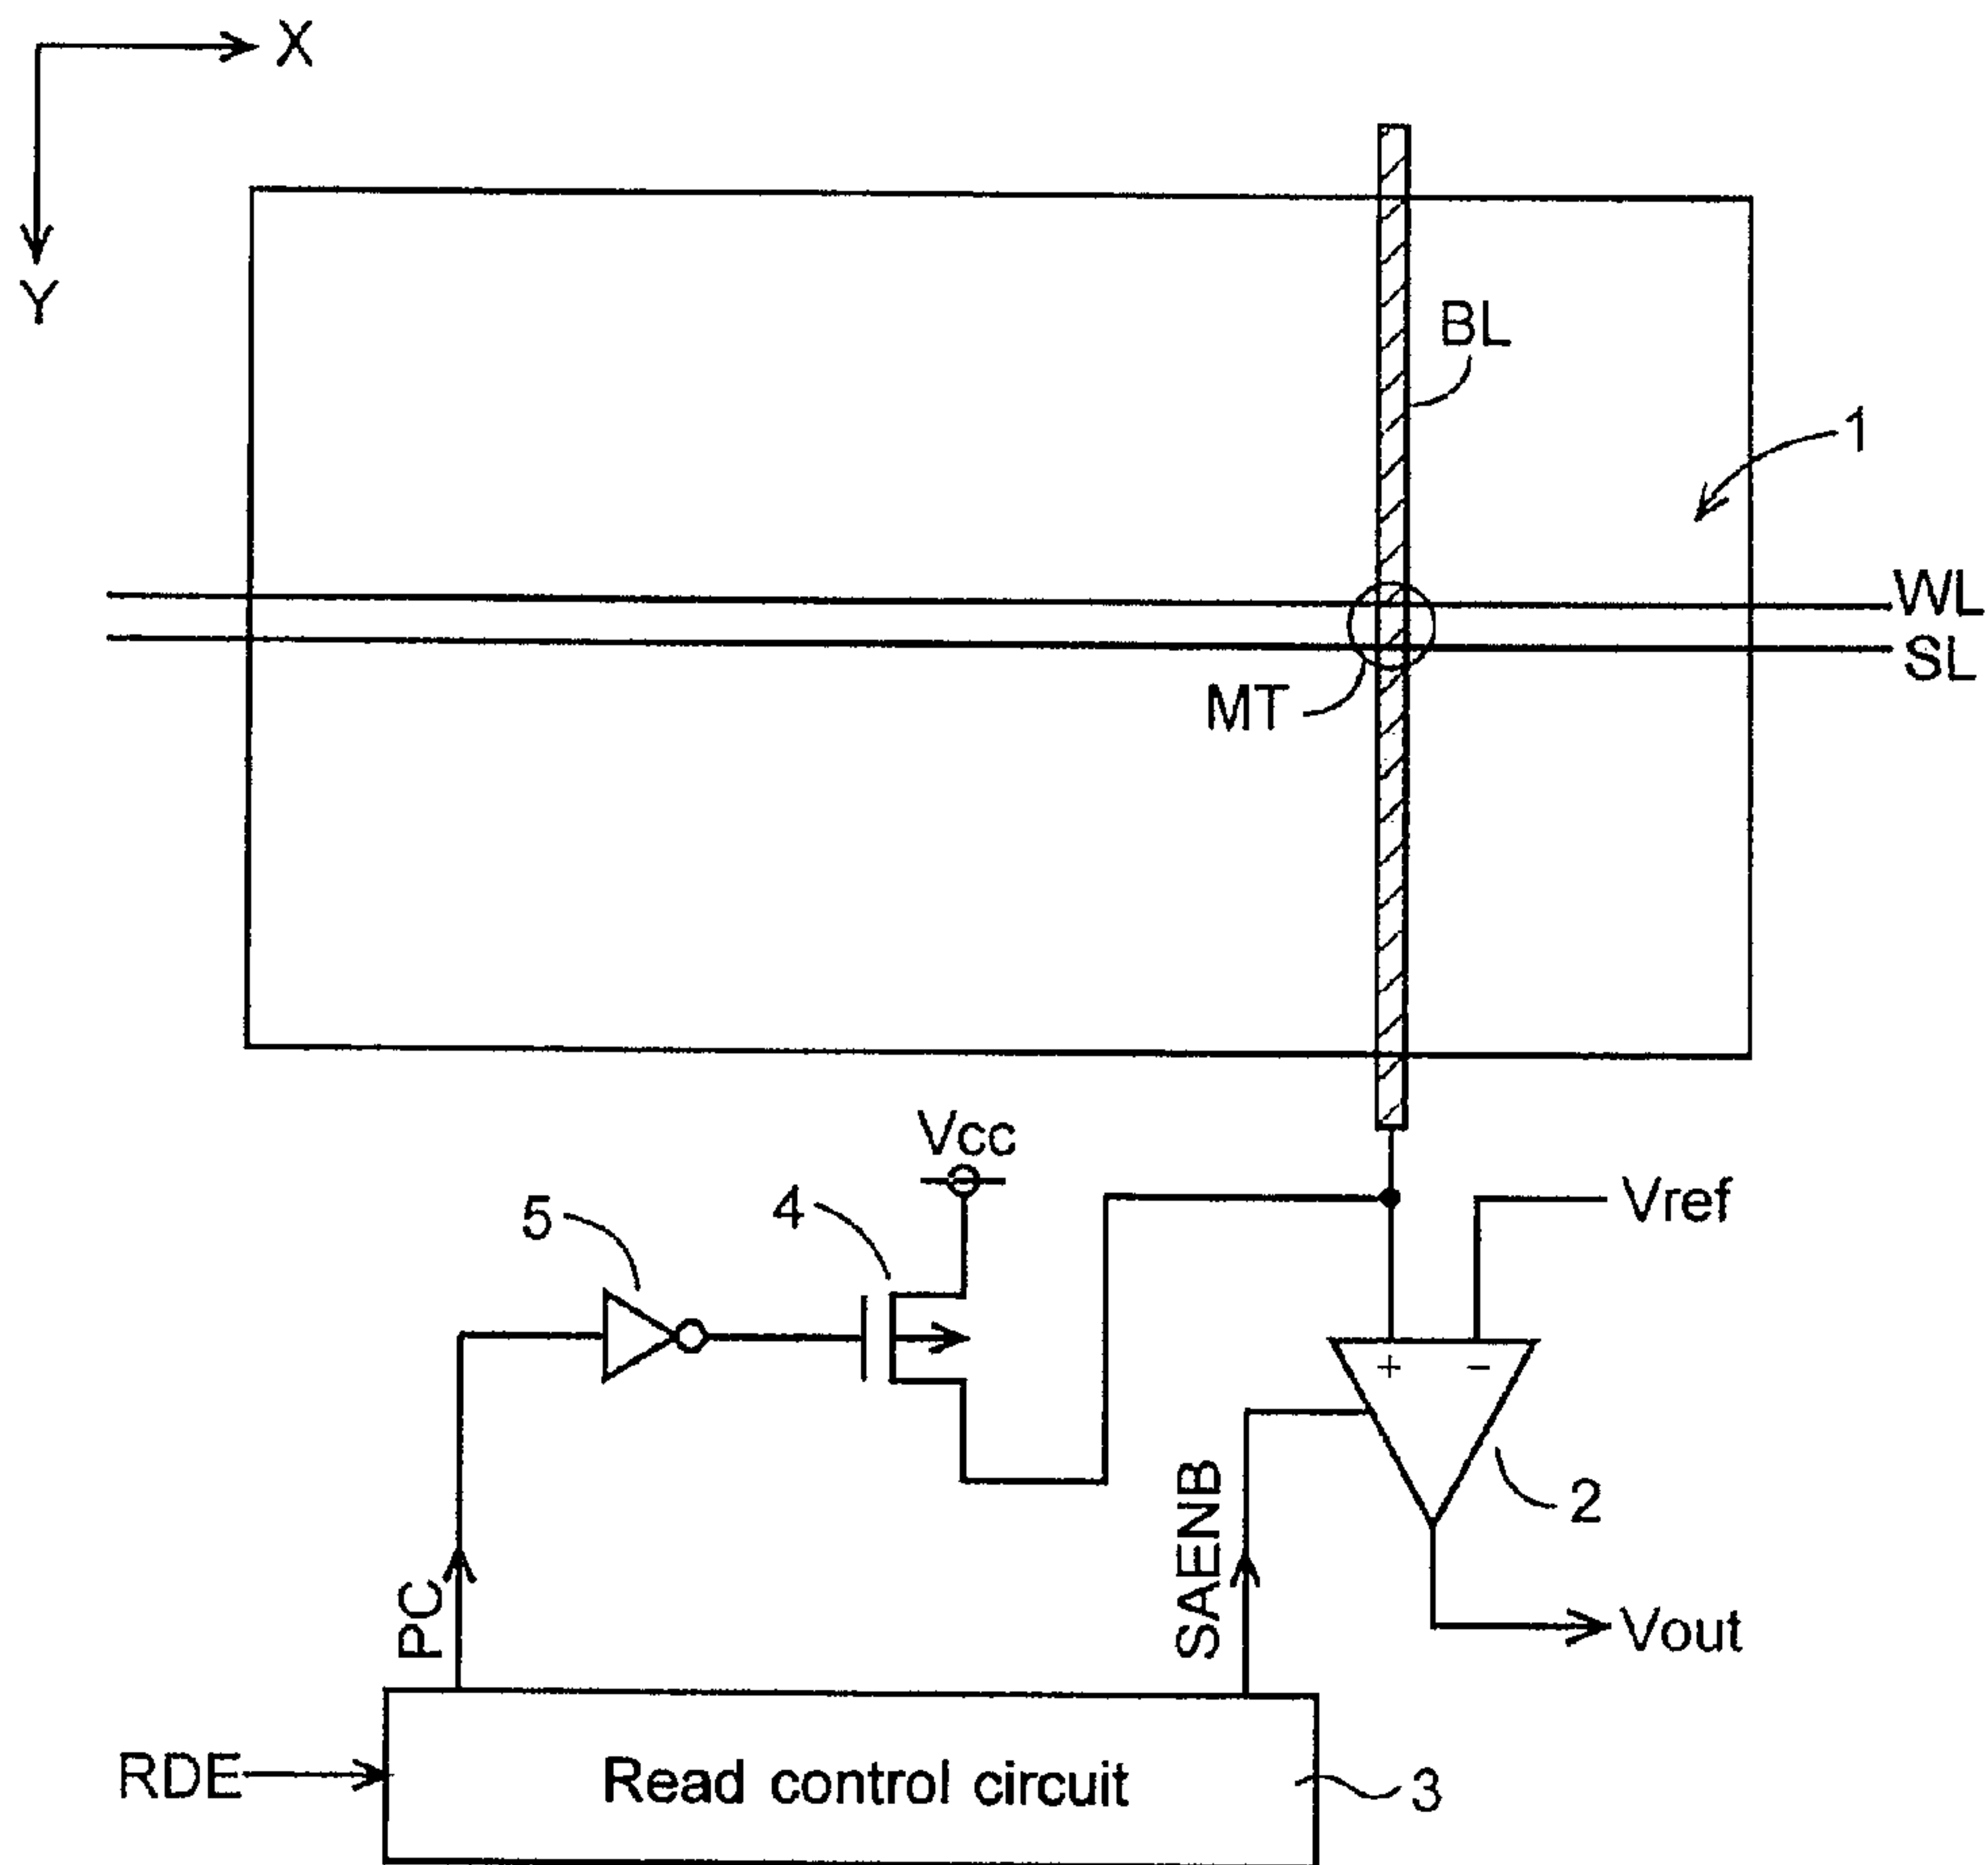 X
Y
BL
1
WL
SL
MT
Vcc
5
4
Vref
+ −
2
SAENB
PC
Vout
RDE
Read control circuit
3